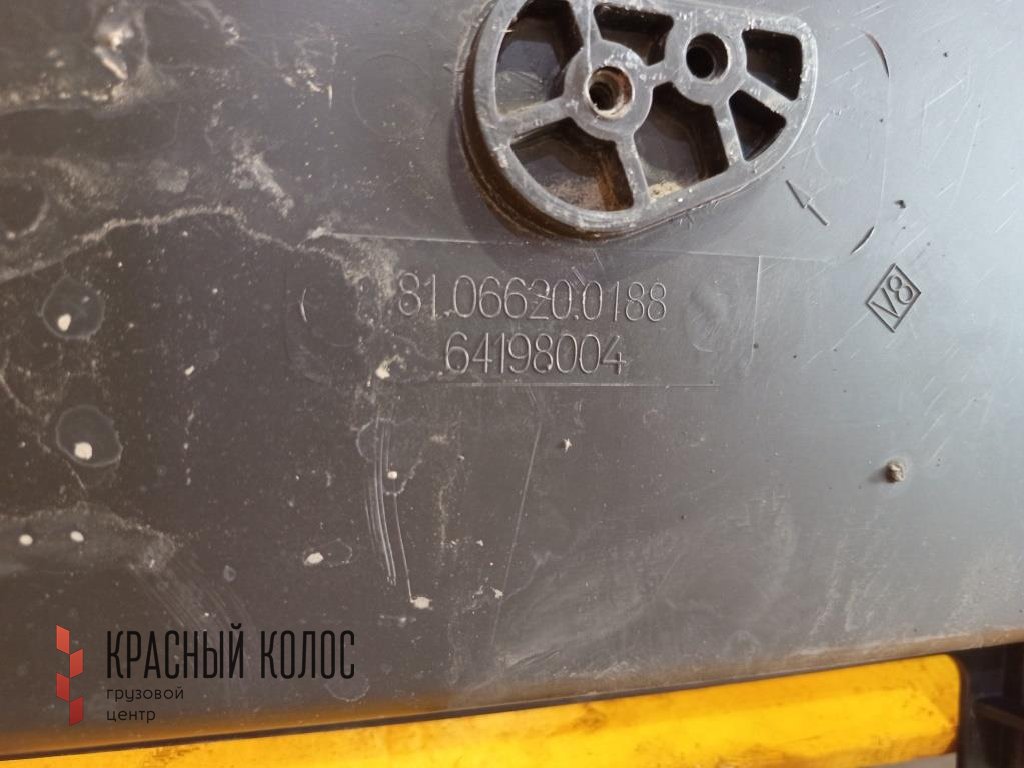 81.06620.0188
64198004
V8
КРАСНЫЙ КОЛОС
грузовой
центр